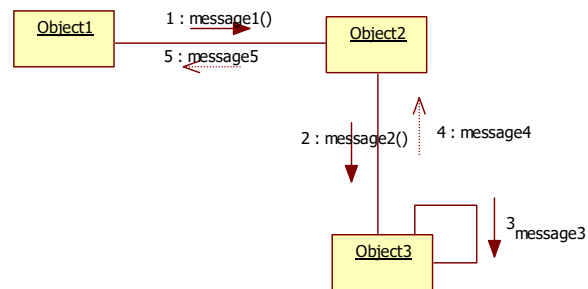 1 : message1()
Object1
Object2
5 : message5
2 : message2()
4 : message4
3
message3
Object3